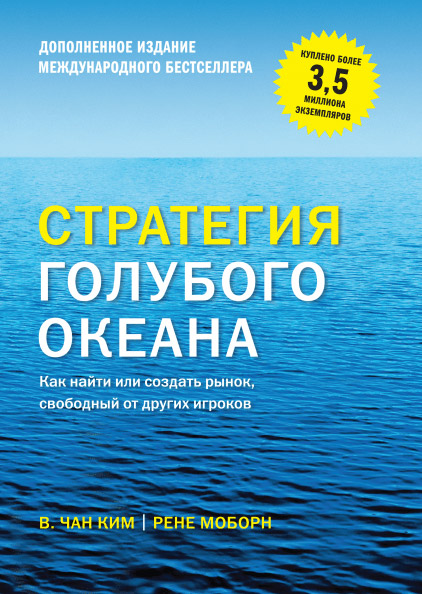 ДОПОЛНЕННОЕ ИЗДАНИЕ
МЕЖДУНАРОДНОГО БЕСТСЕЛЛЕРА
КУПЛЕНО БОЛЕЕ
3,5
МИЛЛИОНА
ЭКЗЕМПЛЯРОВ
СТРАТЕГИЯ
ГОЛУБОГО
ОКЕАНА
Как найти или создать рынок,
свободный от других игроков
В. ЧАН КИМ | РЕНЕ МОБОРН